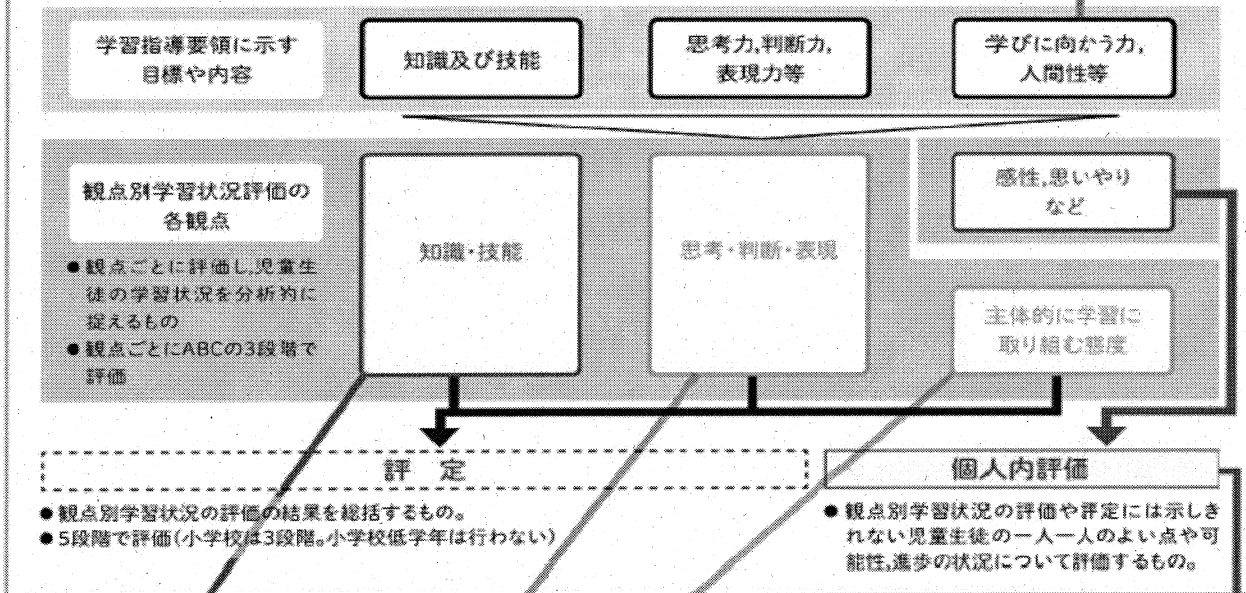 学習指導要領に示す
目標や内容
知識及び技能
思考力,判断力,
表現力等
学びに向かう力,
人間性等
観点別学習状況評価の
各観点
●観点ごとに評価し,児童生
徒の学習状況を分析的に
捉えるもの
●観点ごとにABCの3段階で
評価
知識・技能
思考・判断・表現
感性,思いやり
など
主体的に学習に
取り組む態度
評 定
●観点別学習状況の評価の結果を総括するもの。
●5段階で評価(小学校は3段階。小学校低学年は行わない)
個人内評価
●観点別学習状況の評価や評定には示しき
れない児童生徒の一人一人のよい点や可
能性,進歩の状況について評価するもの。